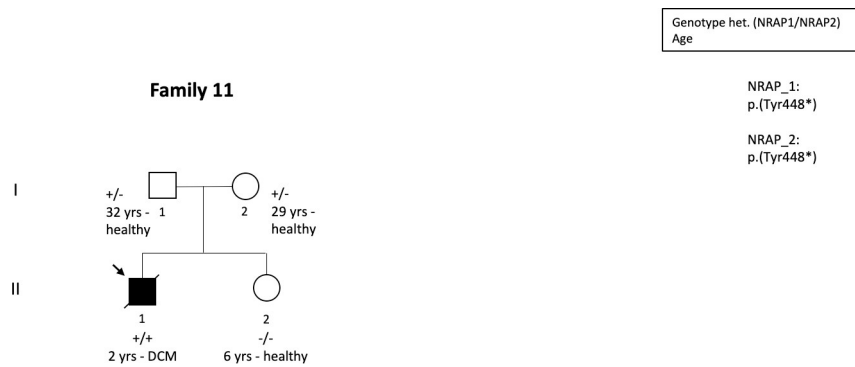 Genotype het. (NRAP1/NRAP2)
Age
Family 11
NRAP_1:
p.(Tyr448*)
NRAP_2:
p.(Tyr448*)
I
+/-
32 yrs - 1
healthy
2
+/-
29 yrs -
healthy
II
1
+/+
2 yrs - DCM
2
-/-
6 yrs - healthy